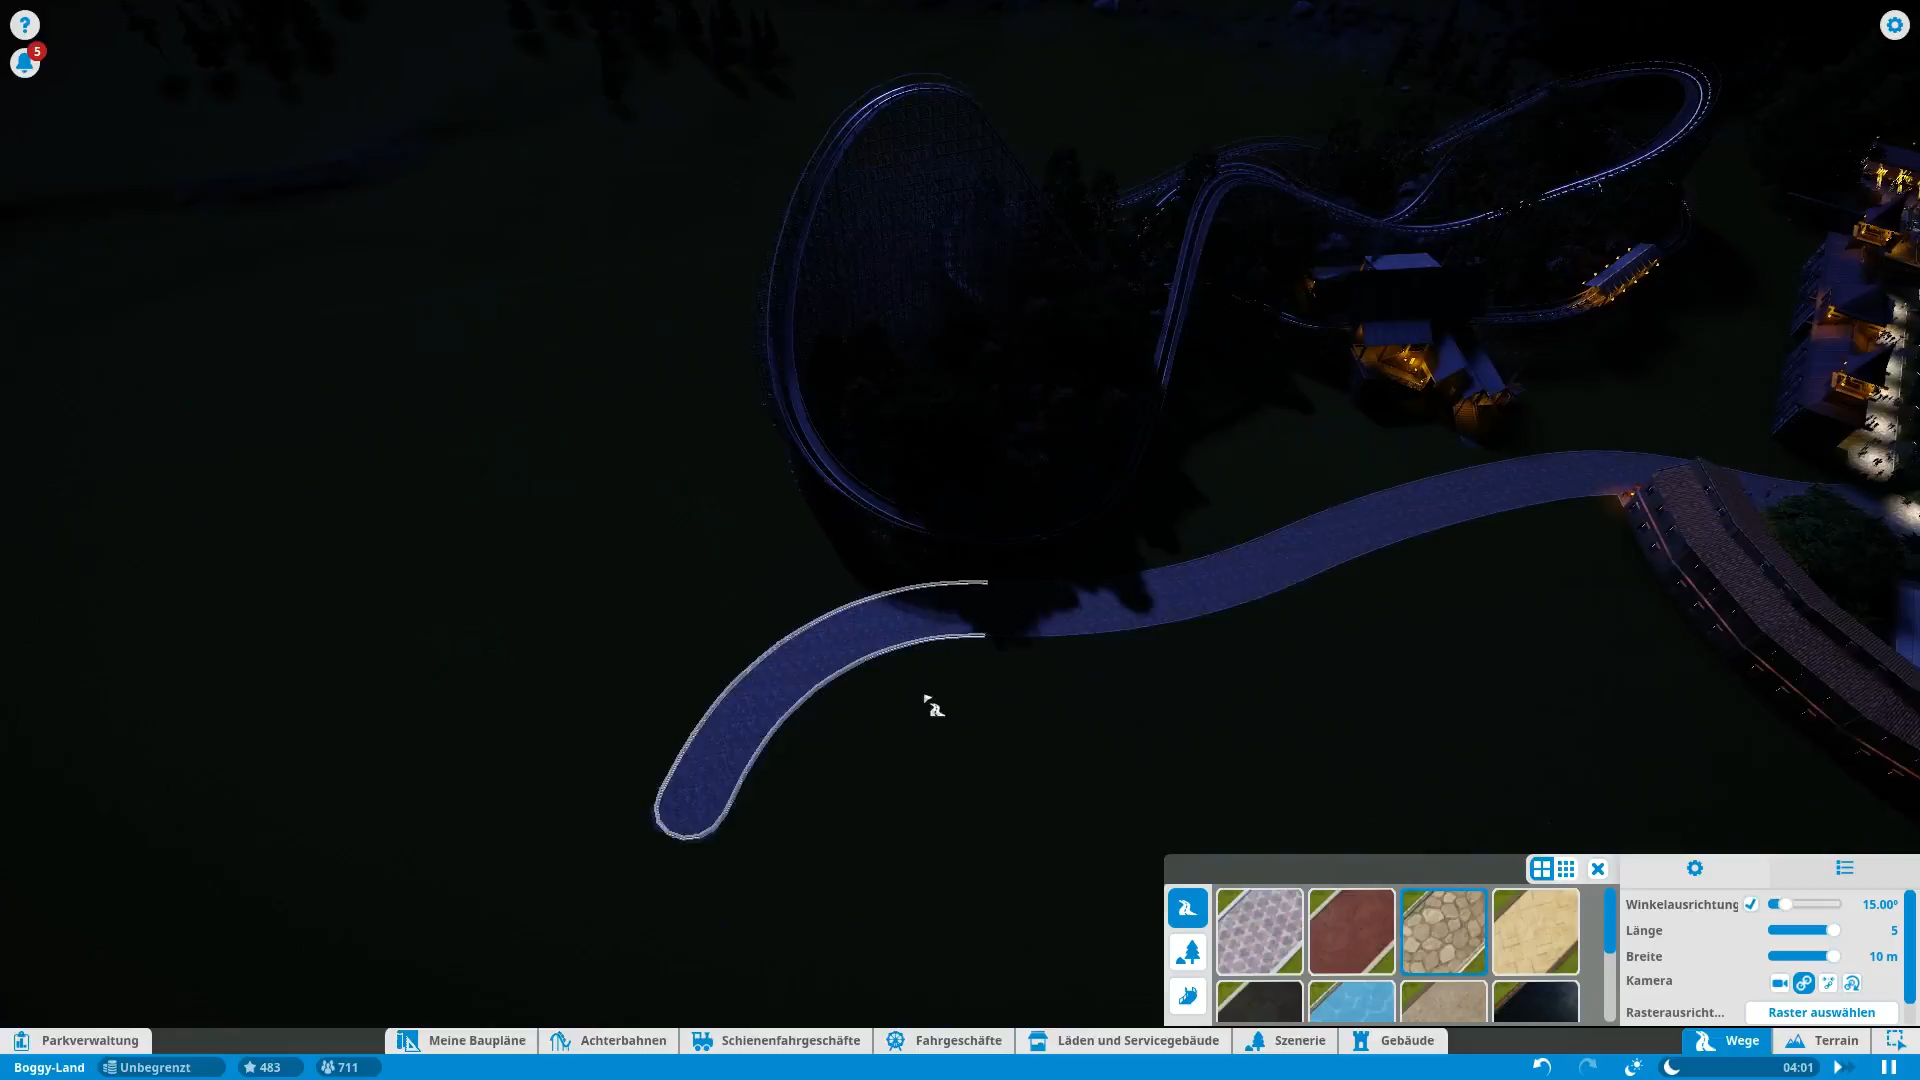 ?
5
Winkelausrichtung 15.00°
Länge 5
Breite 10 m
Kamera
Rasterausricht... Raster auswählen
Parkverwaltung Meine Baupläne Achterbahnen Schienenfahrgeschäfte Fahrgeschäfte Läden und Servicegebäude Szenerie Gebäude Wege Terrain
Boggy-Land Unbegrenzt 483 711 04:01